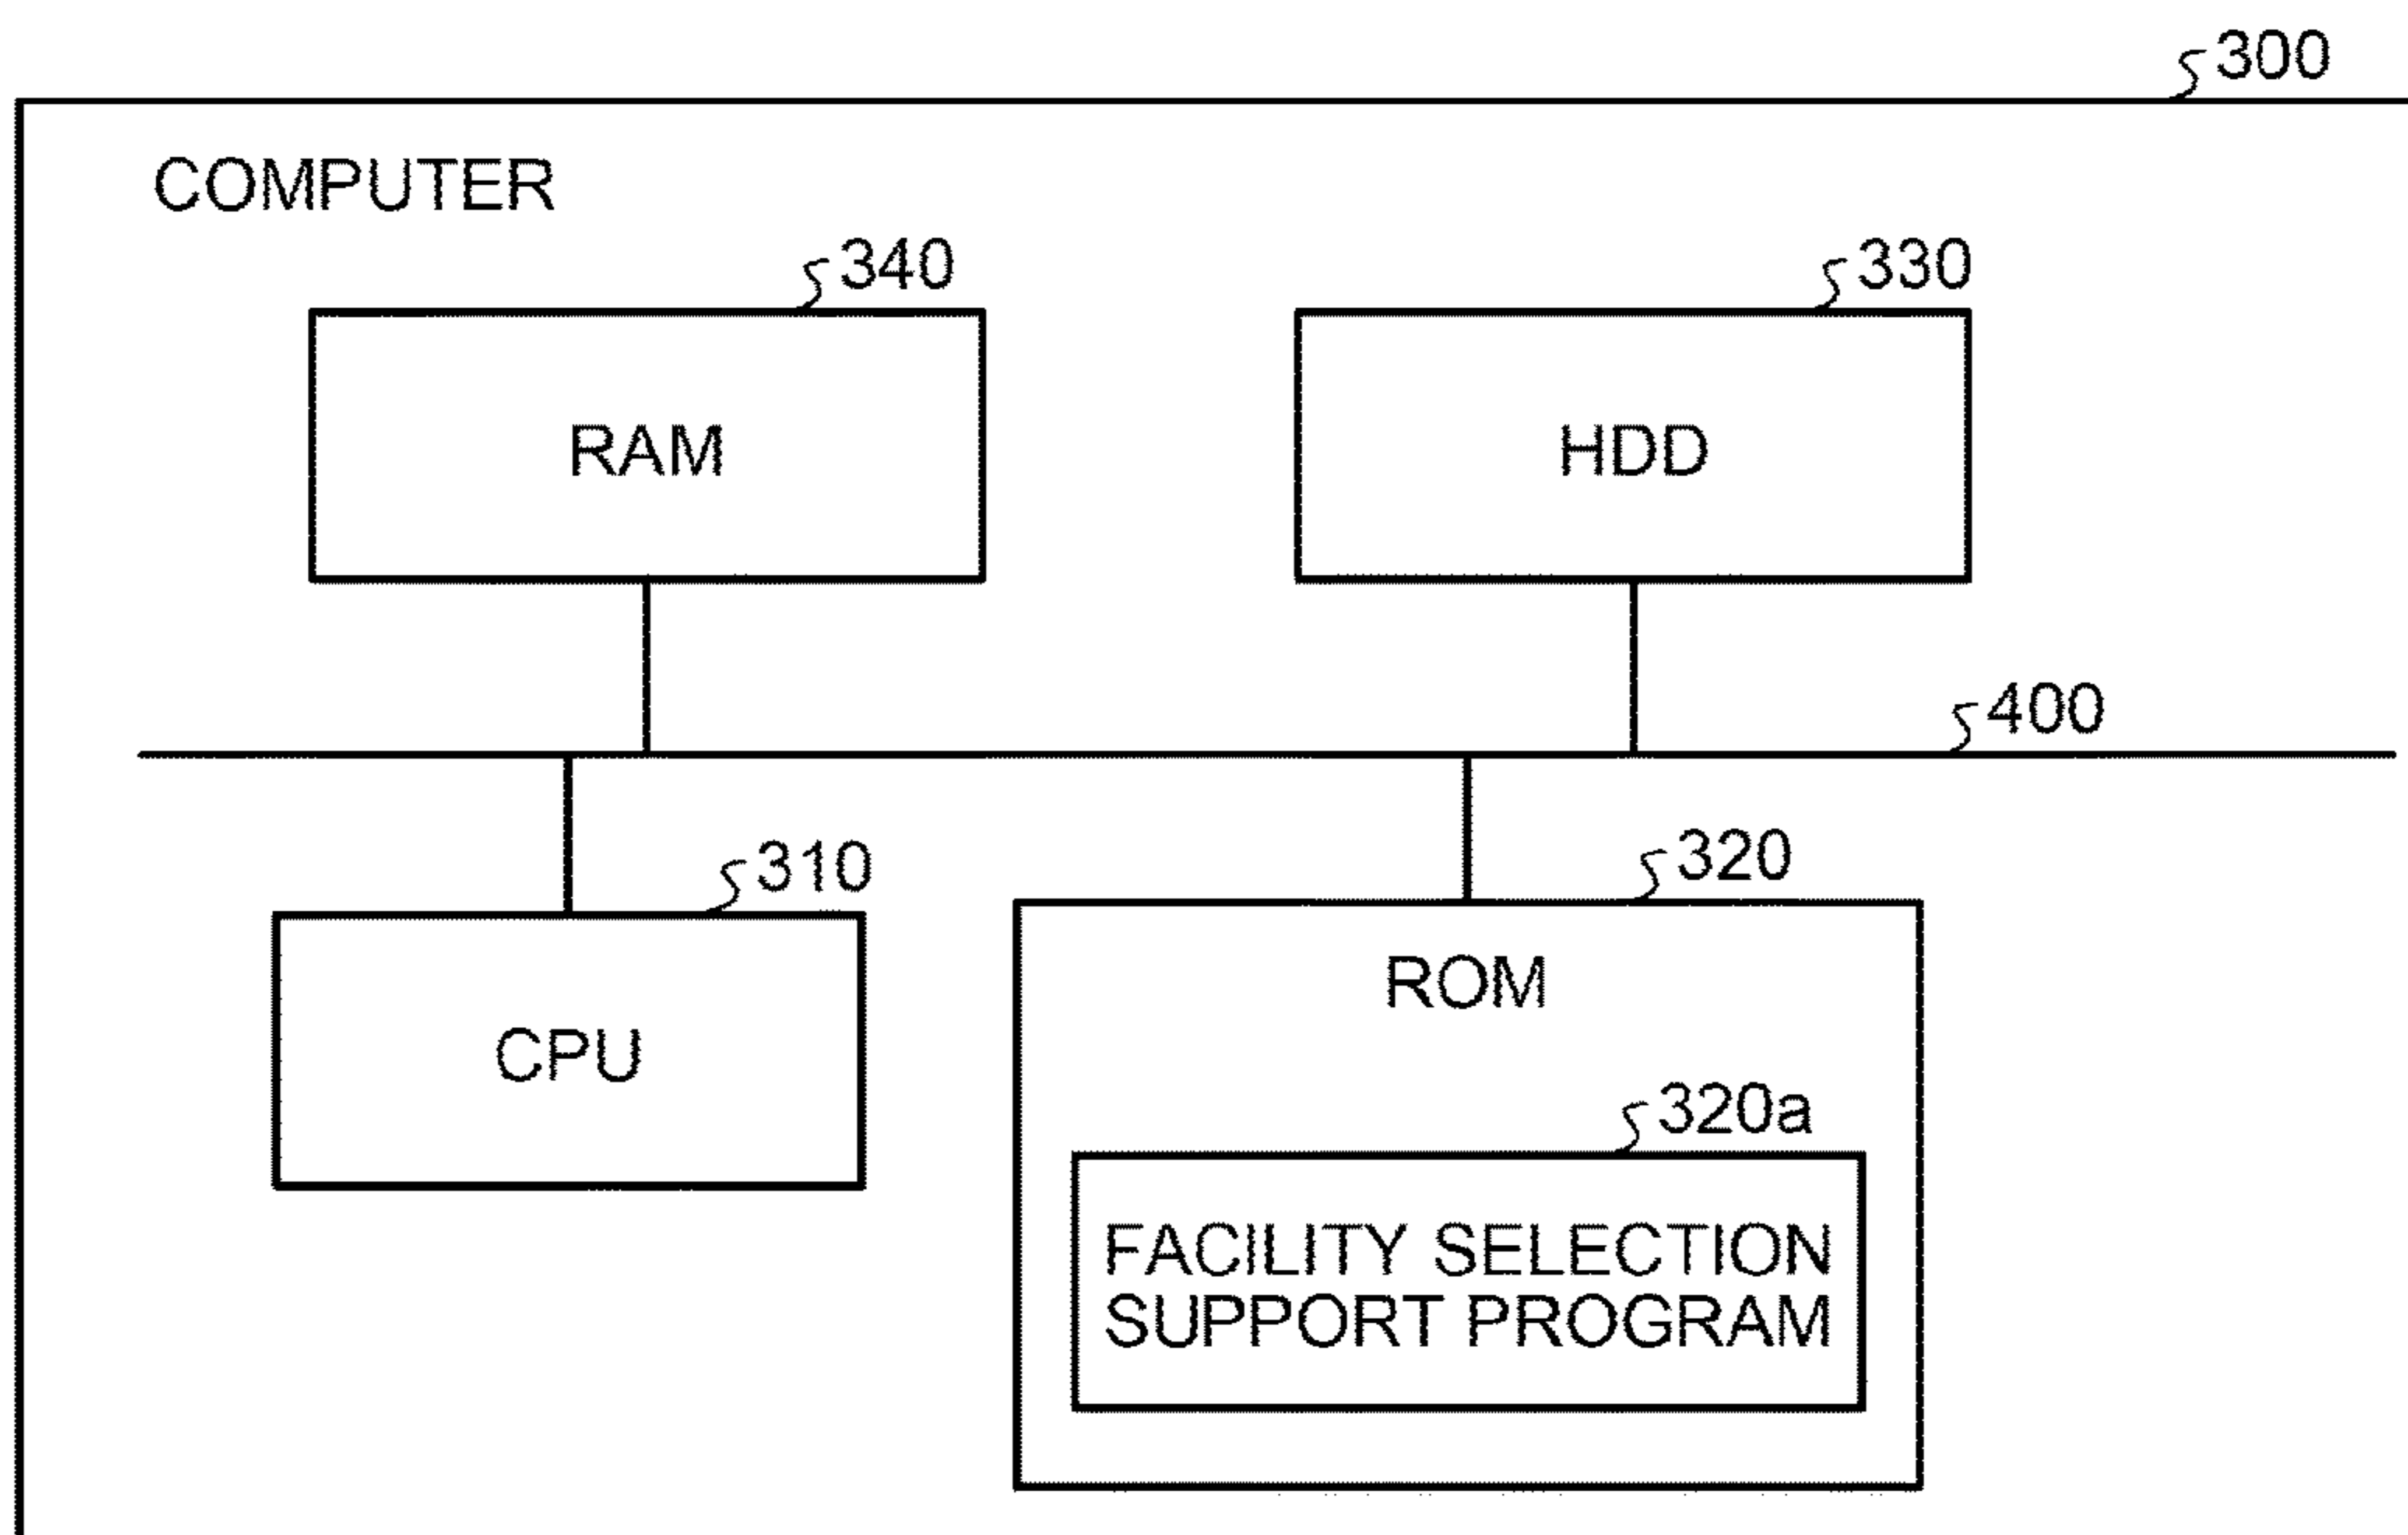 300
COMPUTER
340
330
RAM
HDD
400
310
320
CPU
ROM
320a
FACILITY SELECTION
SUPPORT PROGRAM